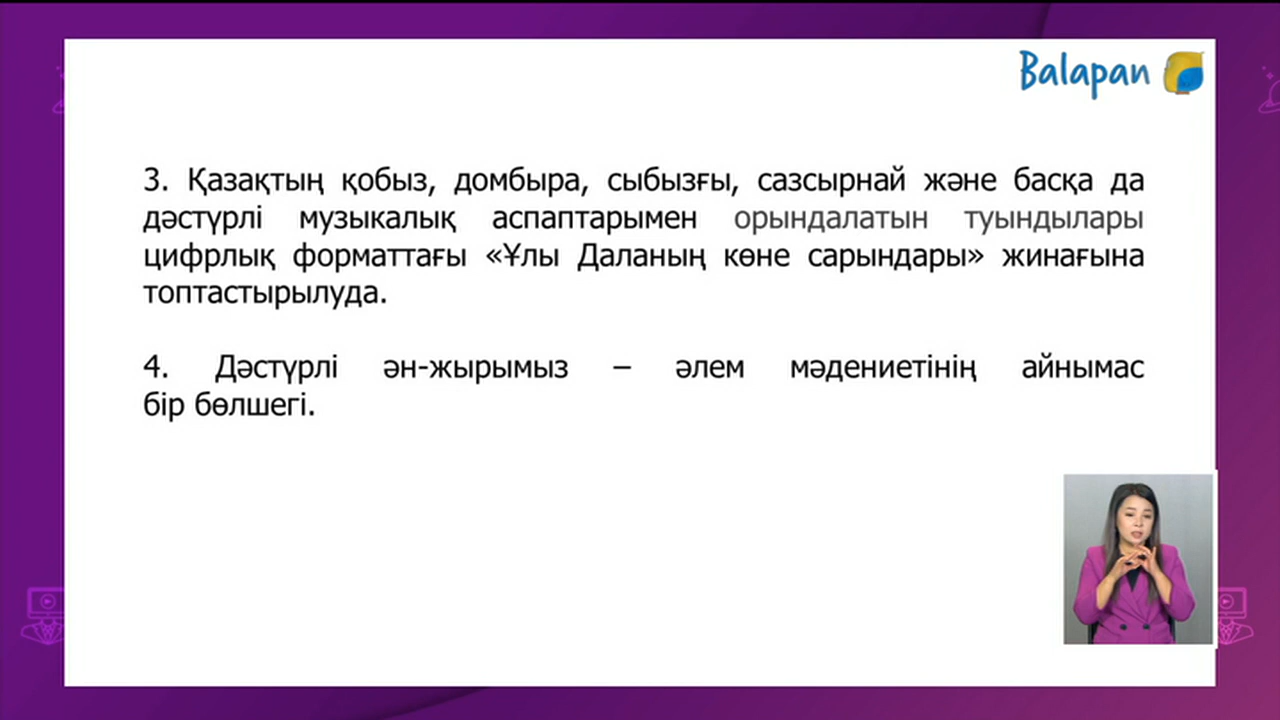 Balapan
3. Қазақтың қобыз, домбыра, сыбызғы, сазсырнай және басқа да
дәстүрлі музыкалық аспаптарымен орындалатын туындылары
цифрлық форматтағы «Ұлы Даланың көне сарындары» жинағына
топтастырылуда.
4. Дәстүрлі ән-жырымыз – әлем мәдениетінің айнымас
бір бөлшегі.